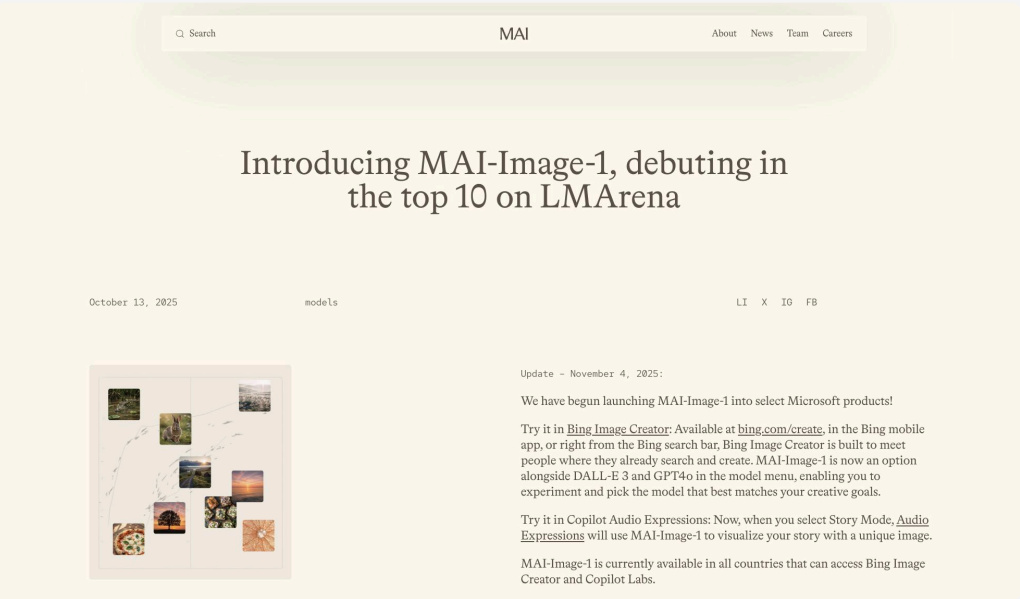 Search
MAI
About News Team Careers
Introducing MAI-Image-1, debuting in
the top 10 on LMArena
October 13, 2025
models
LI X IG FB
Update – November 4, 2025:
We have begun launching MAI-Image-1 into select Microsoft products!
Try it in Bing Image Creator: Available at bing.com/create, in the Bing mobile
app, or right from the Bing search bar, Bing Image Creator is built to meet
people where they already search and create. MAI-Image-1 is now an option
alongside DALL-E 3 and GPT4o in the model menu, enabling you to
experiment and pick the model that best matches your creative goals.
Try it in Copilot Audio Expressions: Now, when you select Story Mode, Audio
Expressions will use MAI-Image-1 to visualize your story with a unique image.
MAI-Image-1 is currently available in all countries that can access Bing Image
Creator and Copilot Labs.